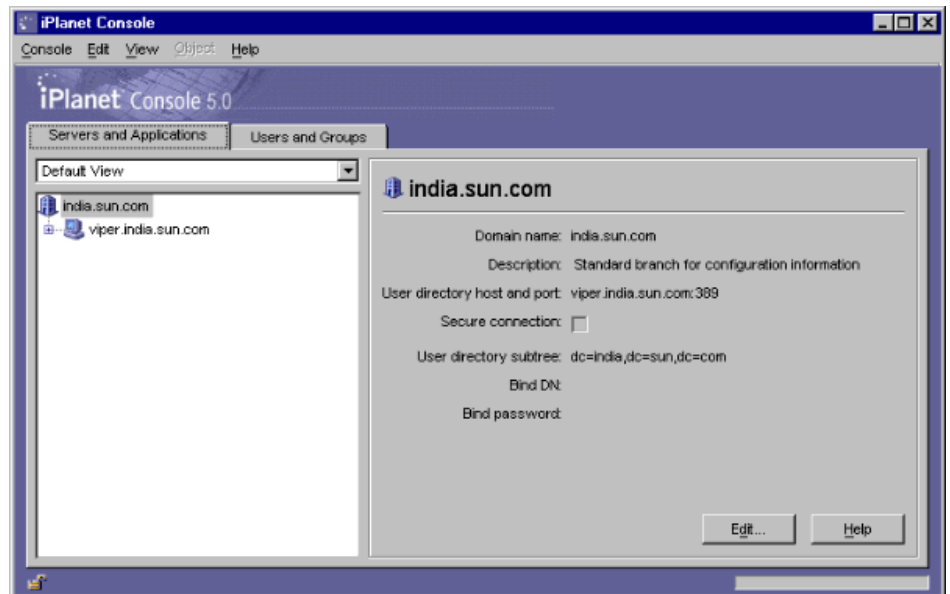 iPlanet Console
Console Edit View Object Help
iPlanet Console 5.0
Servers and Applications Users and Groups
Default View
india.sun.com
viper.india.sun.com
india.sun.com
Domain name: india.sun.com
Description: Standard branch for configuration information
User directory host and port: viper.india.sun.com:389
Secure connection:
User directory subtree: dc=india,dc=sun,dc=com
Bind DN:
Bind password:
Edit... Help